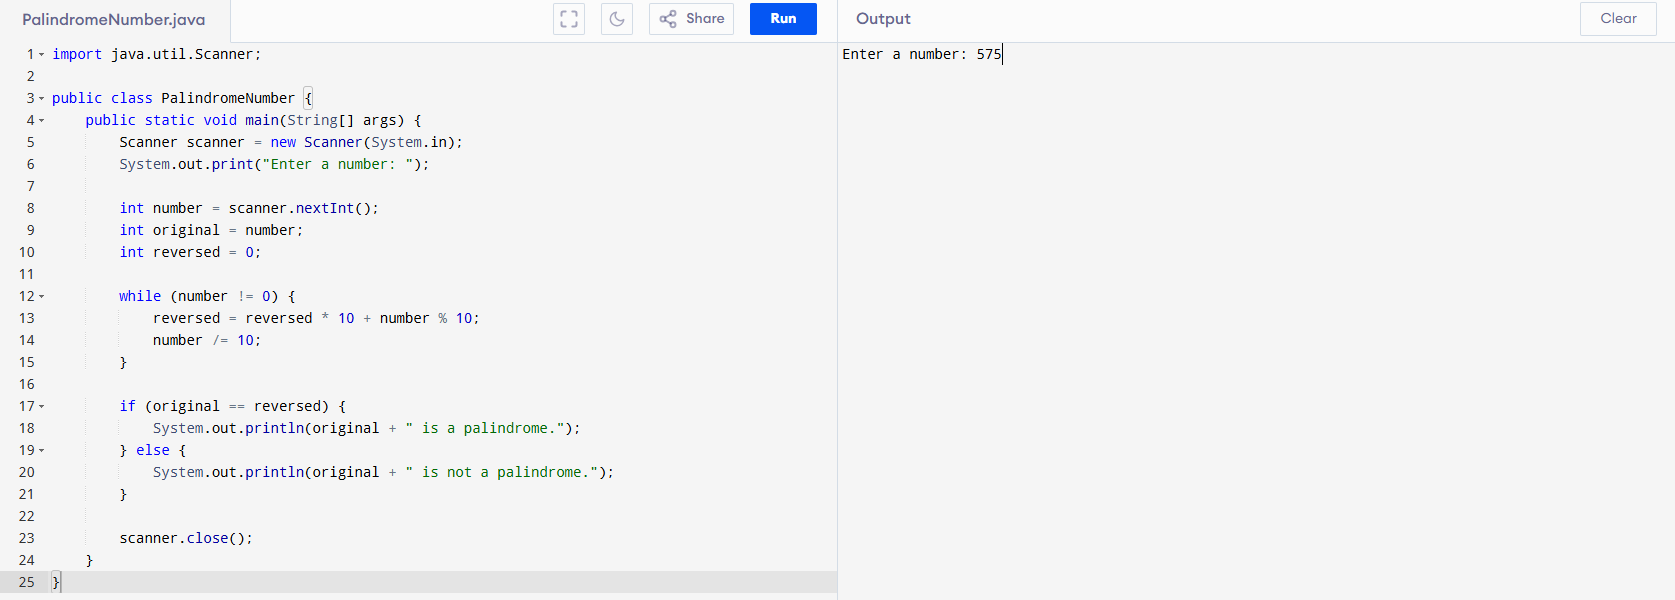 PalindromeNumber.java
Share
Run
Output
Clear
1 import java.util.Scanner;
2
3 public class PalindromeNumber {
4     public static void main(String[] args) {
5         Scanner scanner = new Scanner(System.in);
6         System.out.print("Enter a number: ");
7
8         int number = scanner.nextInt();
9         int original = number;
10         int reversed = 0;
11
12         while (number != 0) {
13             reversed = reversed * 10 + number % 10;
14             number /= 10;
15         }
16
17         if (original == reversed) {
18             System.out.println(original + " is a palindrome.");
19         } else {
20             System.out.println(original + " is not a palindrome.");
21         }
22
23         scanner.close();
24     }
25 }
Enter a number: 575